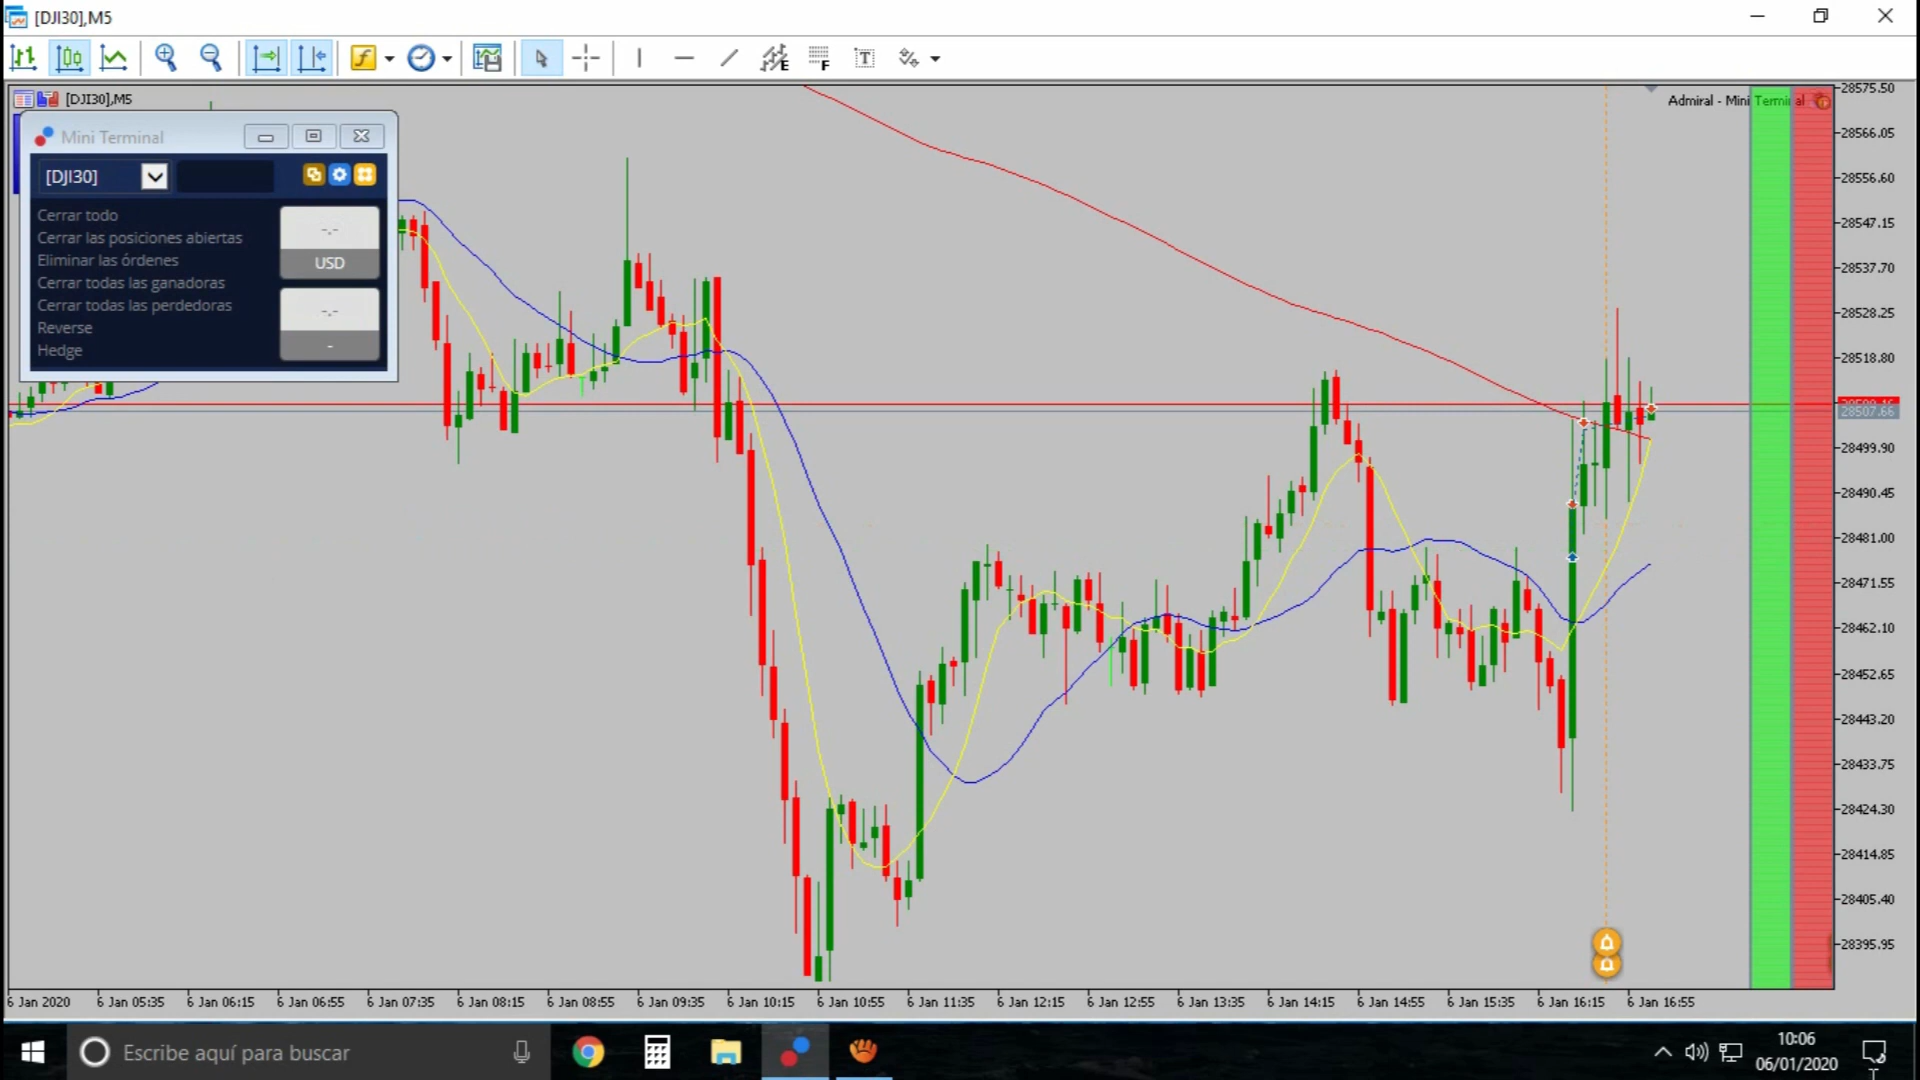 [DJI30],M5
E
F
T
[DJI30],M5
Admiral - Mini Terminal
Mini Terminal
[DJI30]
Cerrar todo
Cerrar las posiciones abiertas
Eliminar las órdenes
Cerrar todas las ganadoras
Cerrar todas las perdedoras
Reverse
Hedge
-.-
USD
-.-
-
28575.50
28566.05
28556.60
28547.15
28537.70
28528.25
28518.80
28507.66
28499.90
28490.45
28481.00
28471.55
28462.10
28452.65
28443.20
28433.75
28424.30
28414.85
28405.40
28395.95
6 Jan 2020
6 Jan 05:35
6 Jan 06:15
6 Jan 06:55
6 Jan 07:35
6 Jan 08:15
6 Jan 08:55
6 Jan 09:35
6 Jan 10:15
6 Jan 10:55
6 Jan 11:35
6 Jan 12:15
6 Jan 12:55
6 Jan 13:35
6 Jan 14:15
6 Jan 14:55
6 Jan 15:35
6 Jan 16:15
6 Jan 16:55
Escribe aquí para buscar
10:06
06/01/2020